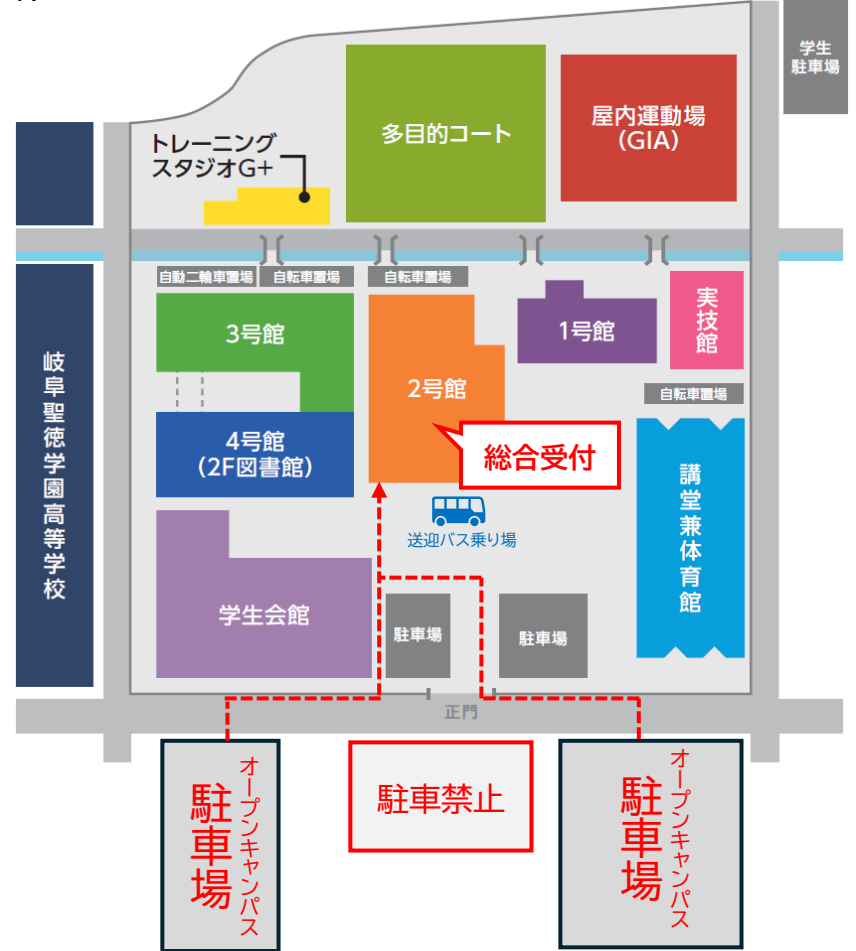 学生
駐車場
多目的コート
屋内運動場
(GIA)
トレーニング
スタジオG+
自動二輪車置場
自転車置場
自転車置場
3号館
2号館
1号館
実技館
自転車置場
岐阜聖徳学園高等学校
4号館
(2F図書館)
総合受付
講堂兼体育館
送迎バス乗り場
学生会館
駐車場
駐車場
正門
オープンキャンパス
駐車場
駐車禁止
オープンキャンパス
駐車場